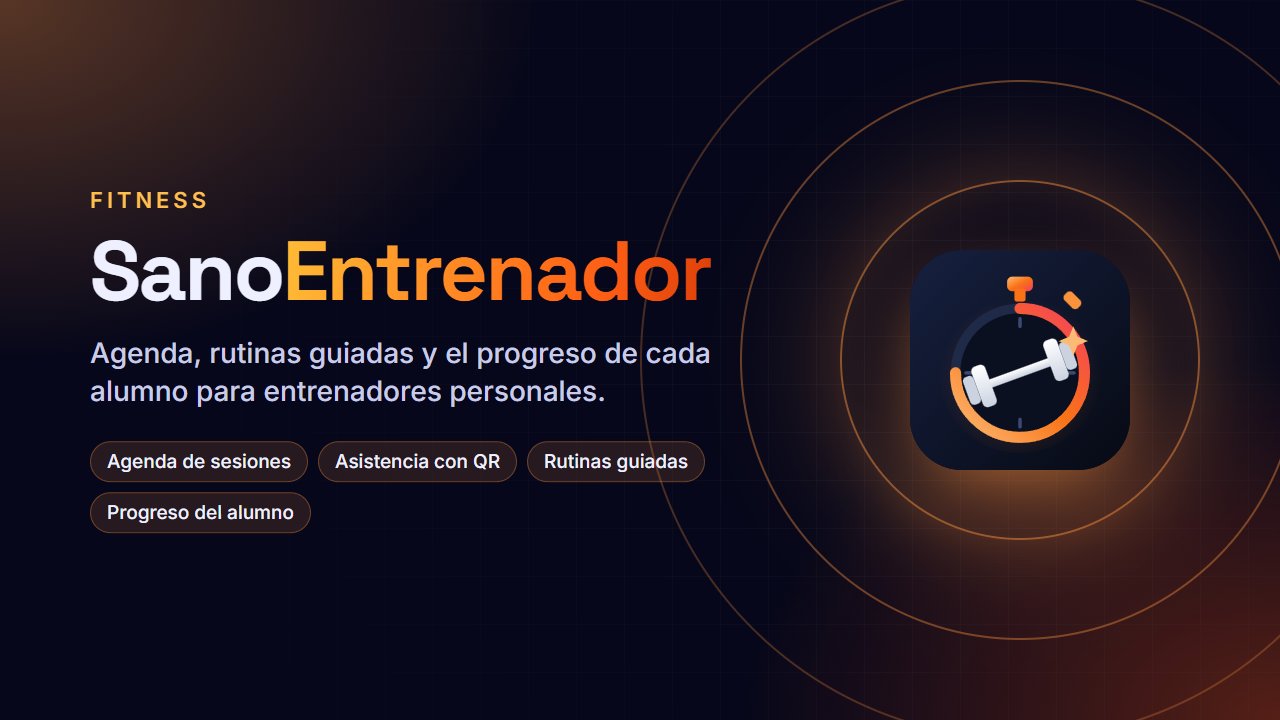 FITNESS
SanoEntrenador
Agenda, rutinas guiadas y el progreso de cada
alumno para entrenadores personales.
Agenda de sesiones
Asistencia con QR
Rutinas guiadas
Progreso del alumno